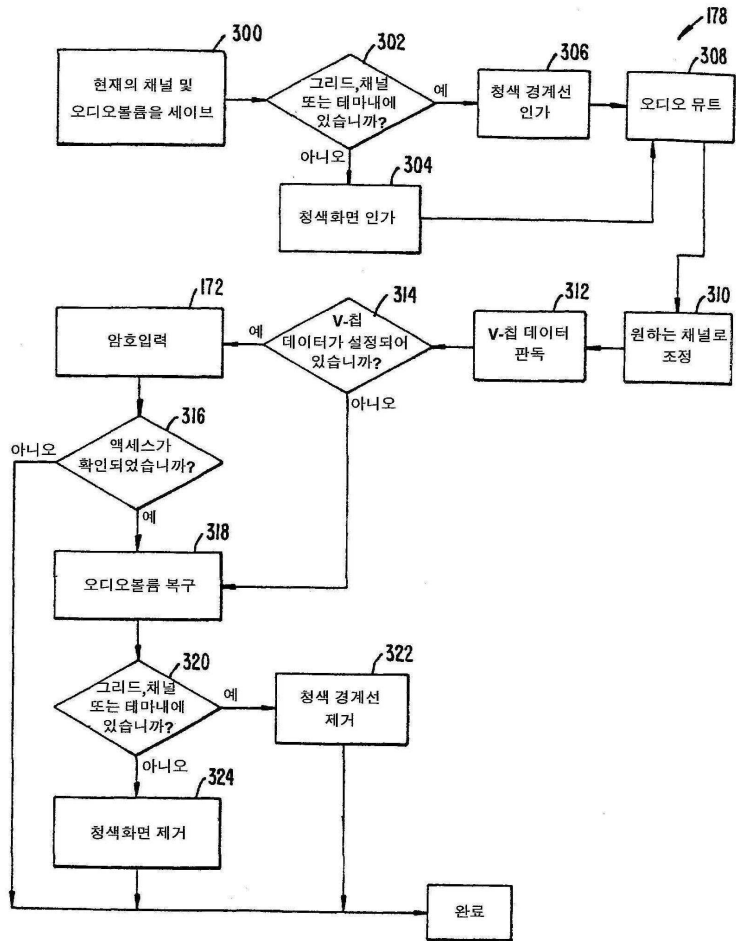 178
300
현재의 채널 및
오디오볼륨을 세이브
302
그리드,채널
또는 테마내에
있습니까?
예
아니오
306
청색 경계선
인가
308
오디오 뮤트
304
청색화면 인가
310
원하는 채널로
조정
312
V-칩 데이터
판독
314
V-칩
데이터가 설정되어
있습니까?
예
아니오
172
암호입력
316
액세스가
확인되었습니까?
아니오
예
318
오디오볼륨 복구
320
그리드,채널
또는 테마내에
있습니까?
예
아니오
322
청색 경계선
제거
324
청색화면 제거
완료